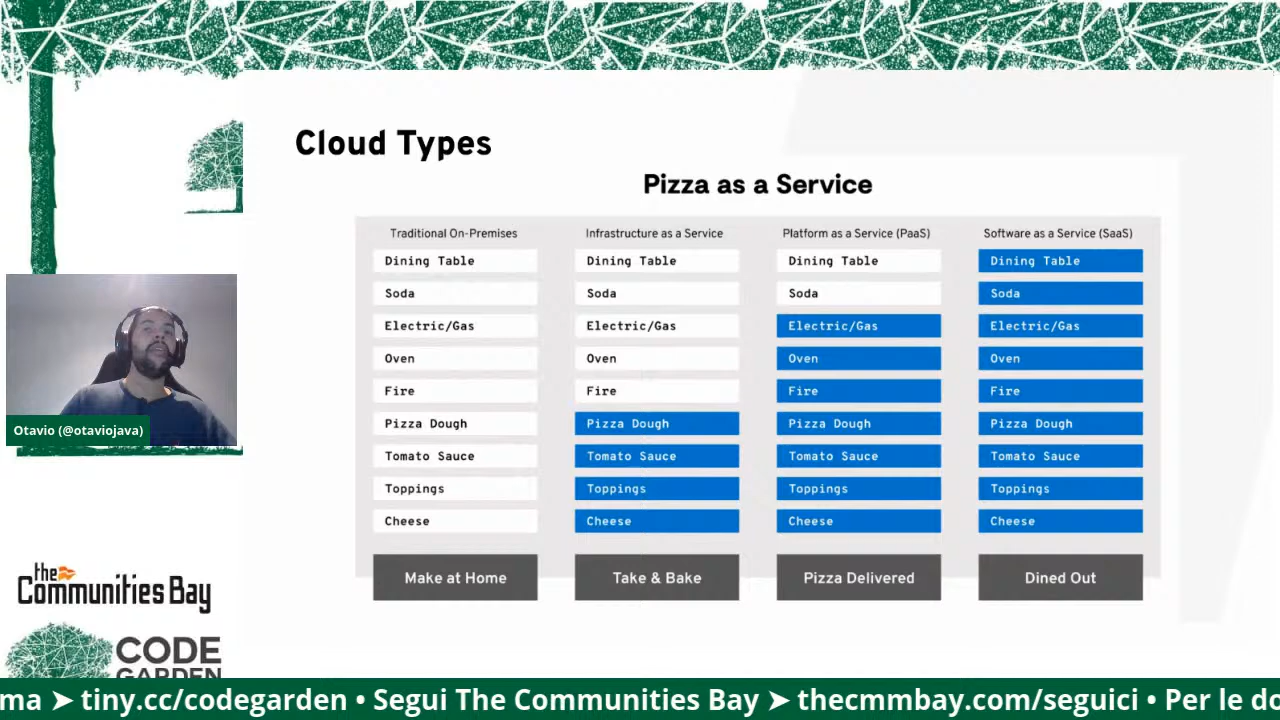 Cloud Types
Pizza as a Service
Traditional On-Premises
Dining Table
Soda
Electric/Gas
Oven
Fire
Pizza Dough
Tomato Sauce
Toppings
Cheese
Make at Home
Infrastructure as a Service
Dining Table
Soda
Electric/Gas
Oven
Fire
Pizza Dough
Tomato Sauce
Toppings
Cheese
Take & Bake
Platform as a Service (PaaS)
Dining Table
Soda
Electric/Gas
Oven
Fire
Pizza Dough
Tomato Sauce
Toppings
Cheese
Pizza Delivered
Software as a Service (SaaS)
Dining Table
Soda
Electric/Gas
Oven
Fire
Pizza Dough
Tomato Sauce
Toppings
Cheese
Dined Out
Otavio (@otaviojava)
the
Communities Bay
CODE
GARDEN
ma ➤ tiny.cc/codegarden • Segui The Communities Bay ➤ thecmmbay.com/seguici • Per le do